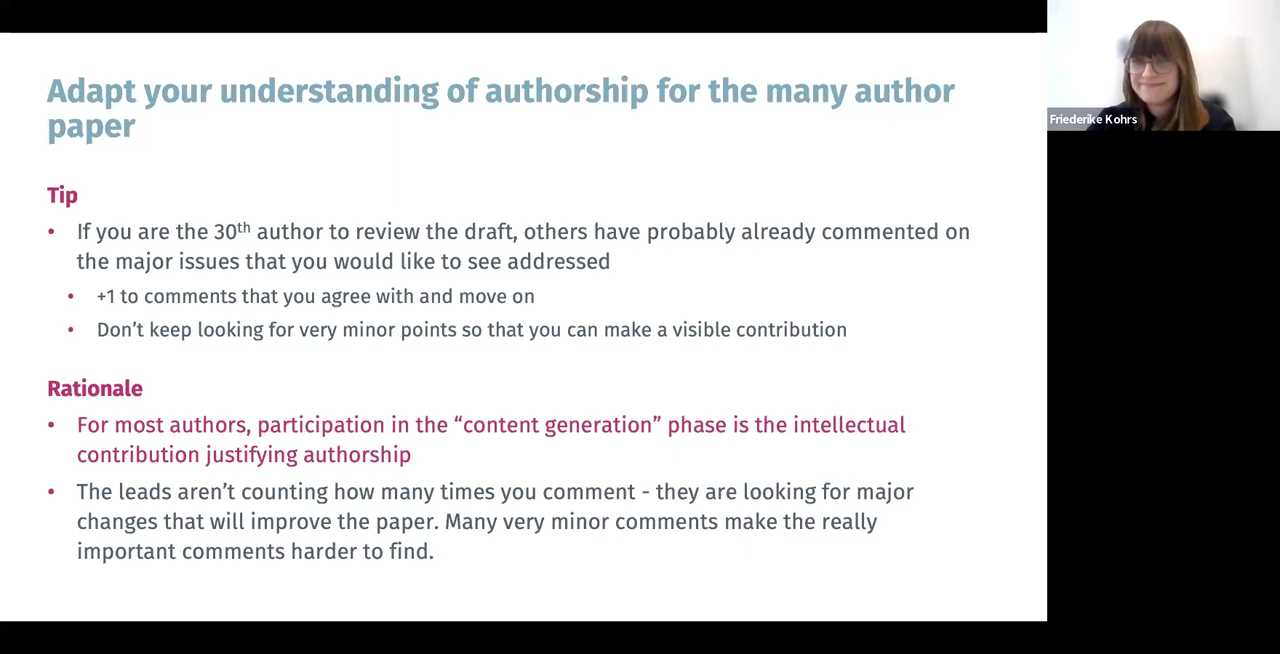 Adapt your understanding of authorship for the many author
paper
Friederike Kohrs
Tip
• If you are the 30th author to review the draft, others have probably already commented on
the major issues that you would like to see addressed
• +1 to comments that you agree with and move on
• Don’t keep looking for very minor points so that you can make a visible contribution
Rationale
• For most authors, participation in the “content generation” phase is the intellectual
contribution justifying authorship
• The leads aren’t counting how many times you comment - they are looking for major
changes that will improve the paper. Many very minor comments make the really
important comments harder to find.